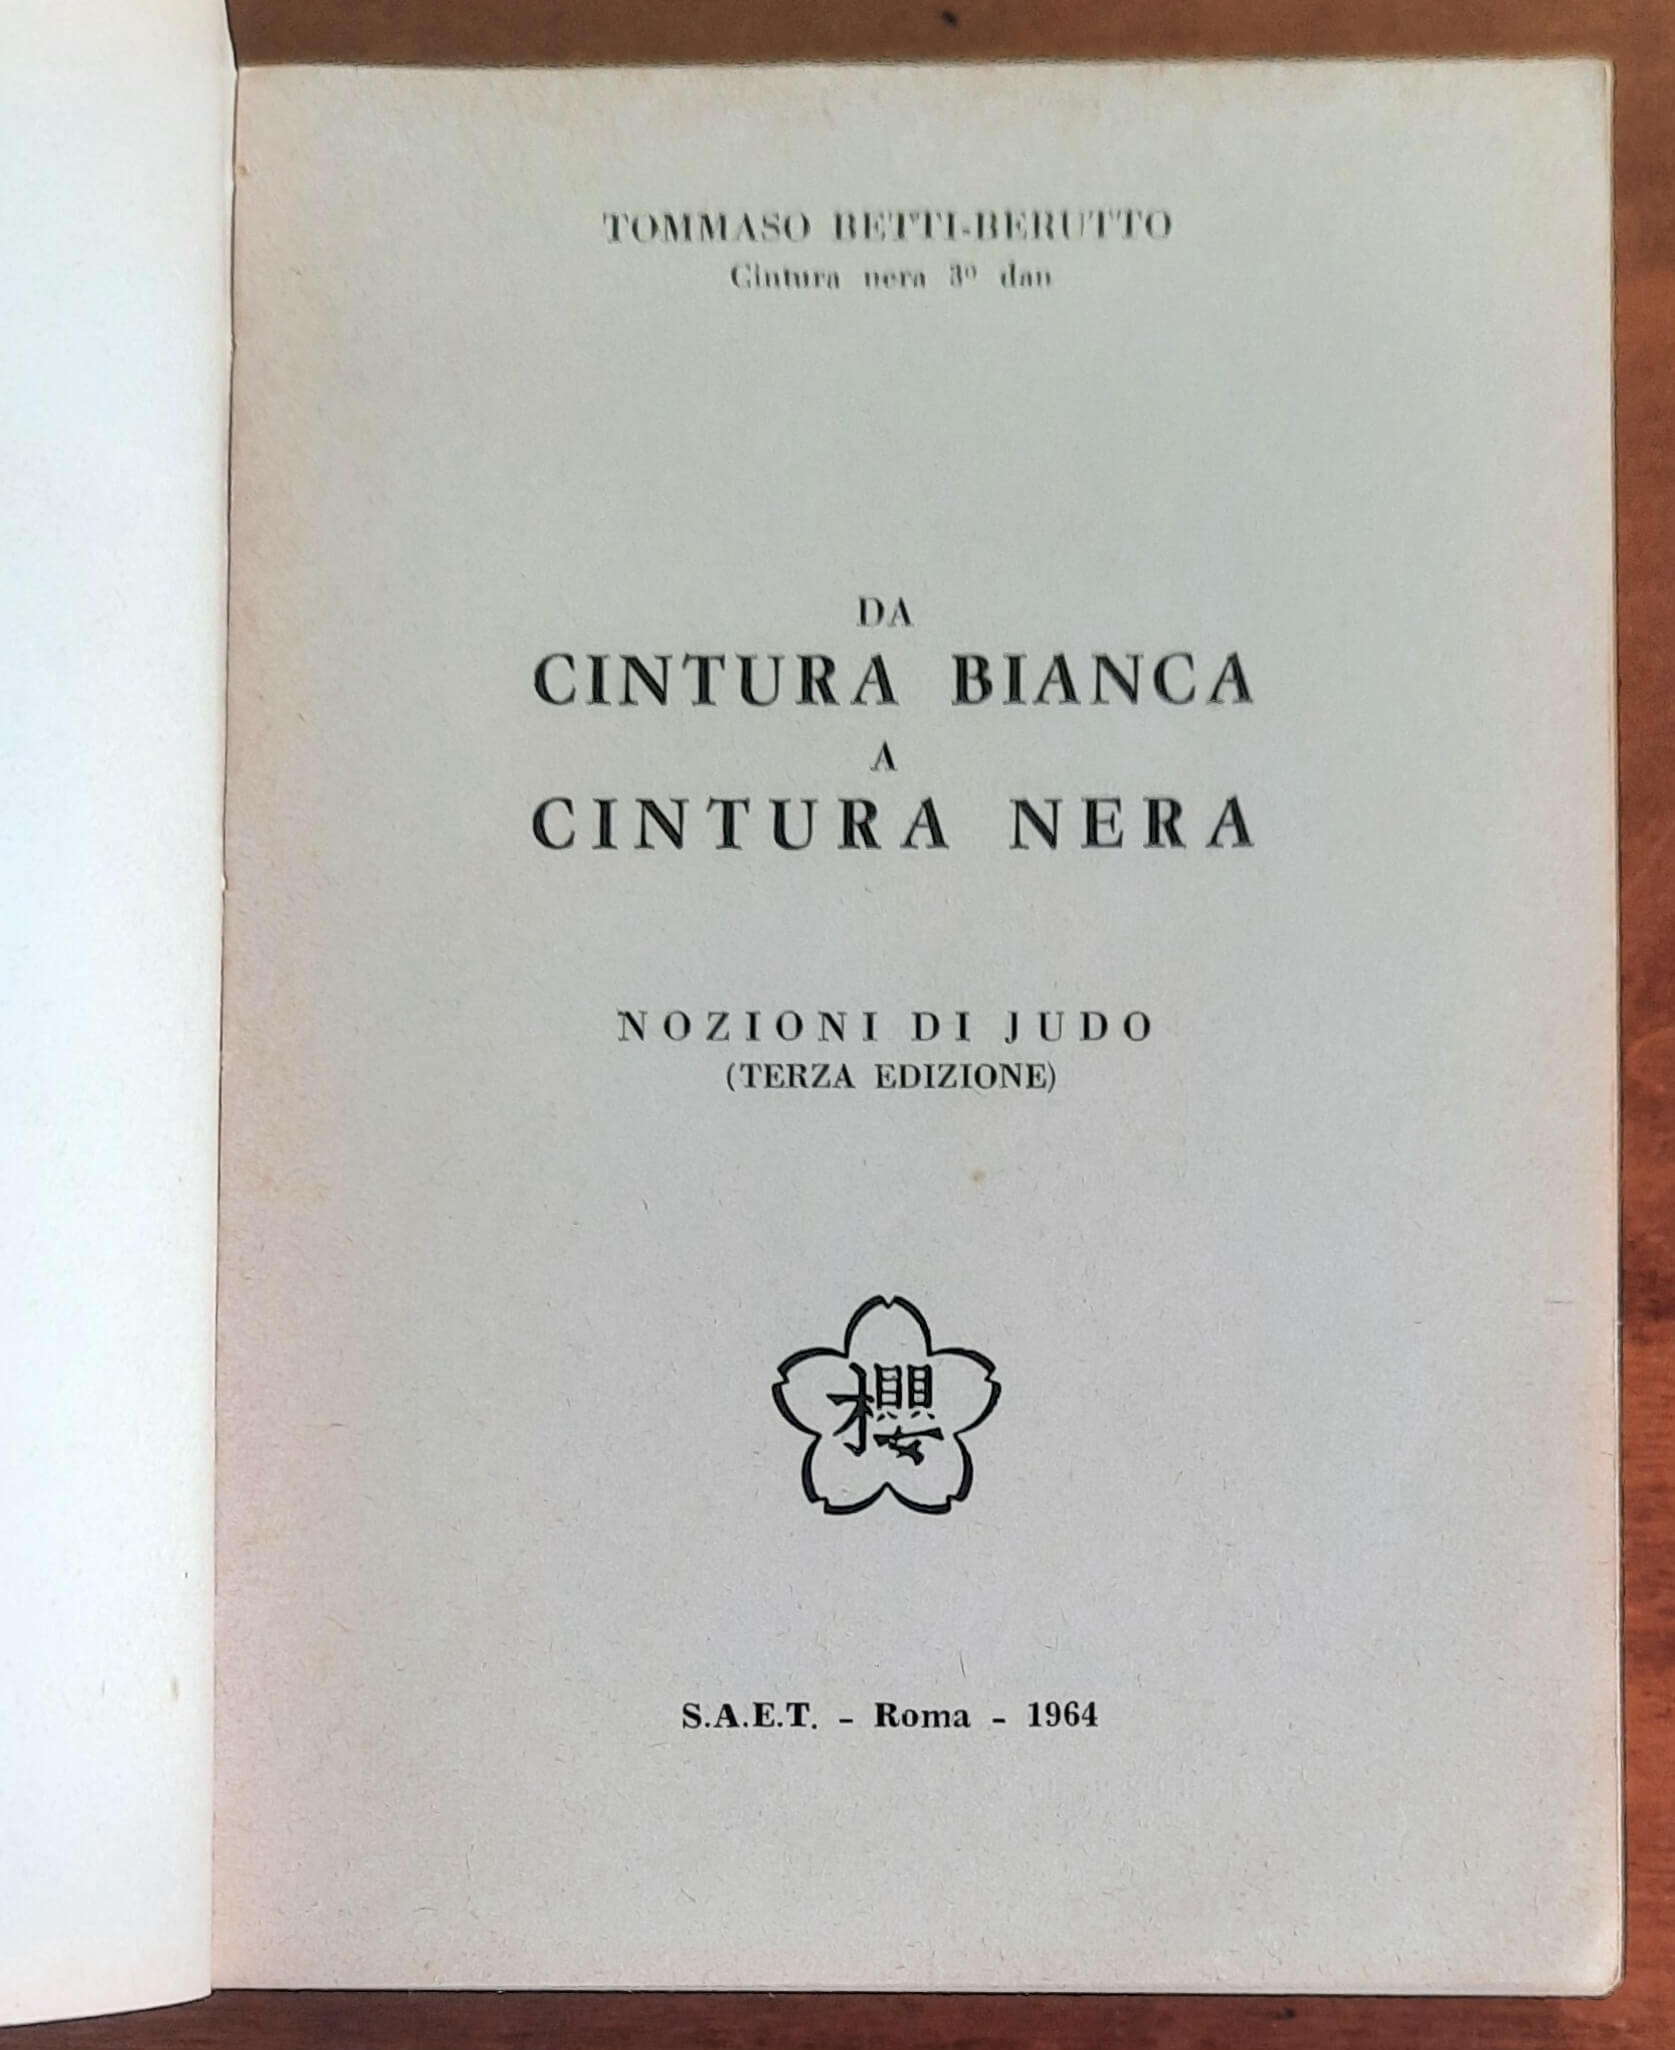 TOMMASO BETTI-BERUTTO
Cintura nera 3º dan
DA
CINTURA BIANCA
A
CINTURA NERA
NOZIONI DI JUDO
(TERZA EDIZIONE)
櫻
S.A.E.T. - Roma - 1964